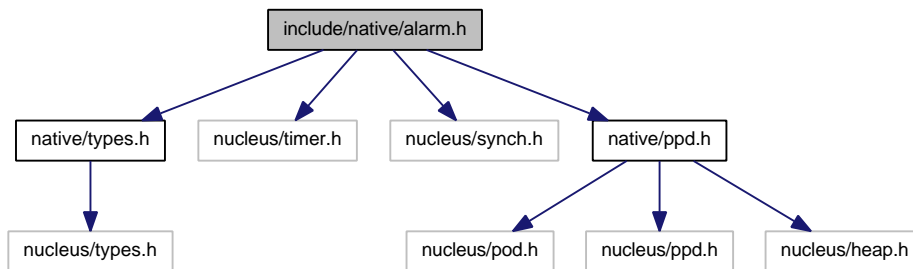 include/native/alarm.h
native/types.h
nucleus/timer.h
nucleus/synch.h
native/ppd.h
nucleus/types.h
nucleus/pod.h
nucleus/ppd.h
nucleus/heap.h